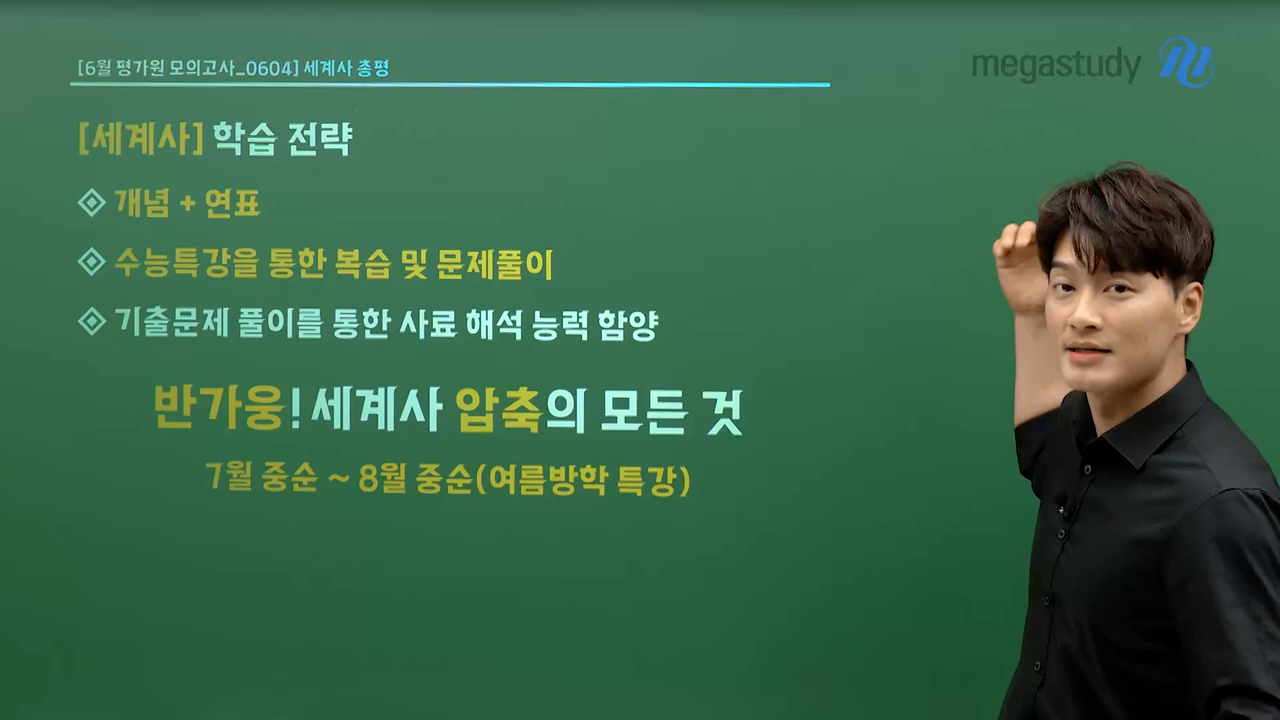 [6월 평가원 모의고사_0604] 세계사 총평
megastudy
[세계사] 학습 전략
개념 + 연표
수능특강을 통한 복습 및 문제풀이
기출문제 풀이를 통한 사료 해석 능력 함양
반가웅! 세계사 압축의 모든 것
7월 중순 ~ 8월 중순(여름방학 특강)